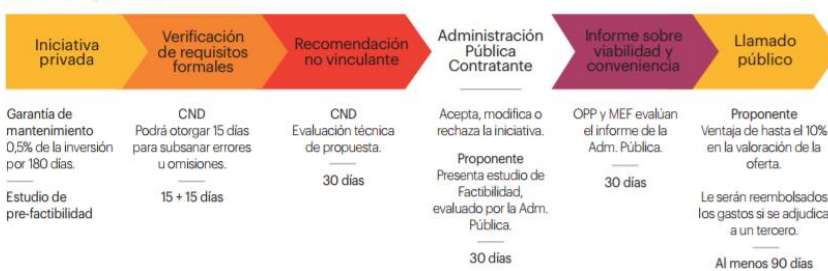 Iniciativa
privada
Verificación
de requisitos
formales
Recomendación
no vinculante
Administración
Pública
Contratante
Informe sobre
viabilidad y
conveniencia
Llamado
público
Garantía de
mantenimiento
0,5% de la inversión
por 180 días.
Estudio de
pre-factibilidad
CND
Podrá otorgar 15 días
para subsanar errores
u omisiones.
15 + 15 días
CND
Evaluación técnica
de propuesta.
30 días
Acepta, modifica o
rechaza la iniciativa.
Proponente
Presenta estudio de
Factibilidad,
evaluado por la Adm.
Pública.
30 días
OPP y MEF evalúan
el informe de la
Adm. Pública.
30 días
Proponente
Ventaja de hasta el 10%
en la valoración de la
oferta.
Le serán reembolsados
los gastos si se adjudica
a un tercero.
Al menos 90 días